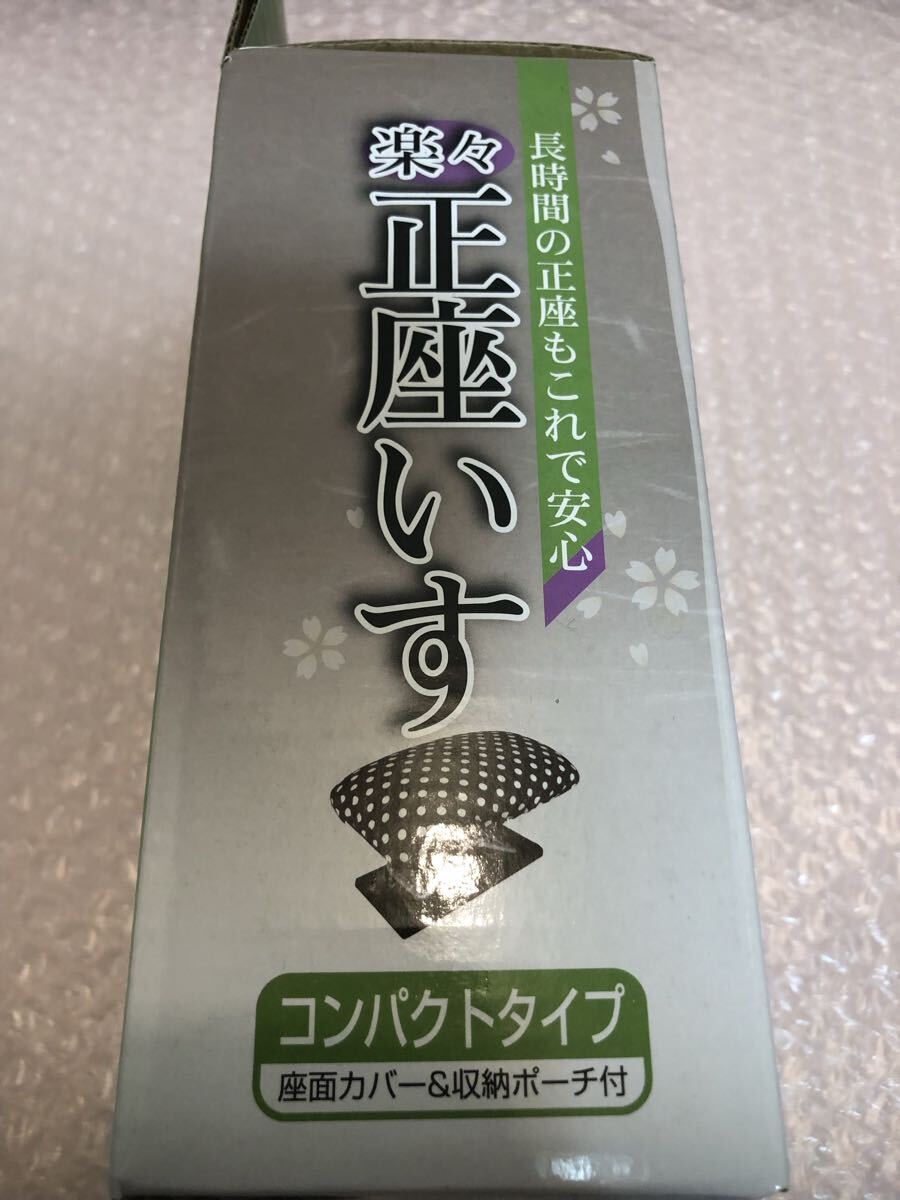 長時間の正座もこれで安心
楽々
正座いす
コンパクトタイプ
座面カバー&収納ポーチ付